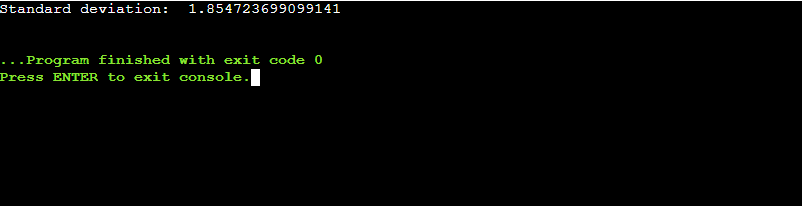 Standard deviation:  1.854723699099141
...Program finished with exit code 0
Press ENTER to exit console.